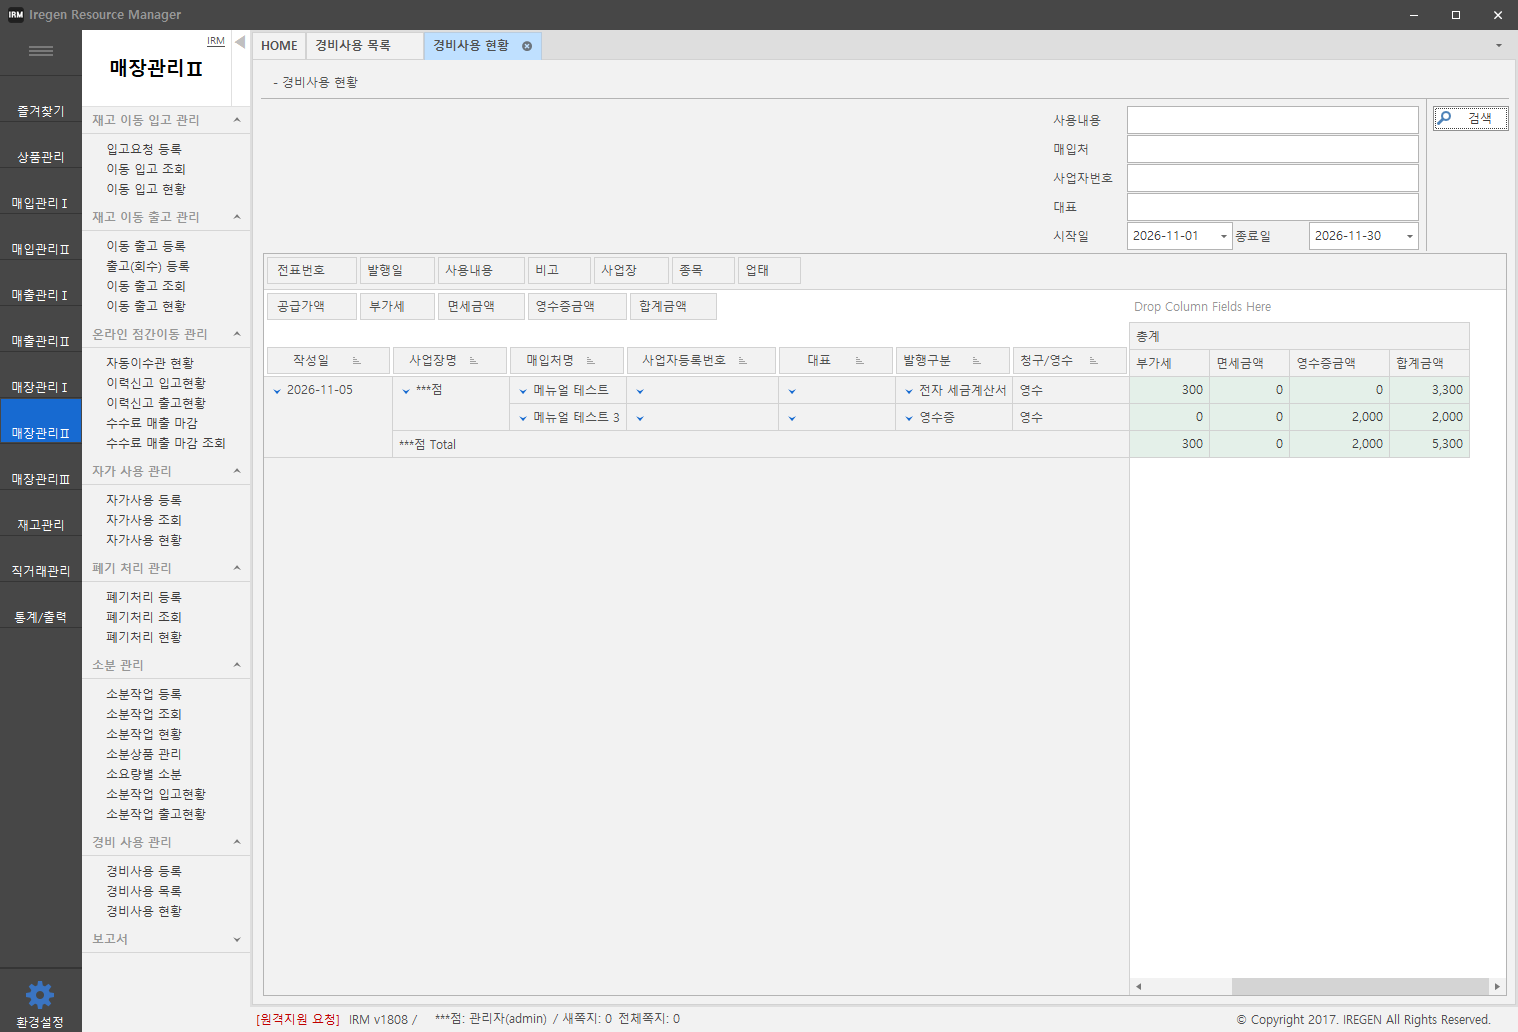 IRM Iregen Resource Manager
즐겨찾기
상품관리
매입관리Ⅰ
매입관리Ⅱ
매출관리Ⅰ
매출관리Ⅱ
매장관리Ⅰ
매장관리Ⅱ
매장관리Ⅲ
재고관리
직거래관리
통계/출력
환경설정
IRM
매장관리Ⅱ
재고 이동 입고 관리
입고요청 등록
이동 입고 조회
이동 입고 현황
재고 이동 출고 관리
이동 출고 등록
출고(회수) 등록
이동 출고 조회
이동 출고 현황
온라인 점간이동 관리
자동이수관 현황
이력신고 입고현황
이력신고 출고현황
수수료 매출 마감
수수료 매출 마감 조회
자가 사용 관리
자가사용 등록
자가사용 조회
자가사용 현황
폐기 처리 관리
폐기처리 등록
폐기처리 조회
폐기처리 현황
소분 관리
소분작업 등록
소분작업 조회
소분작업 현황
소분상품 관리
소요량별 소분
소분작업 입고현황
소분작업 출고현황
경비 사용 관리
경비사용 등록
경비사용 목록
경비사용 현황
보고서
HOME 경비사용 목록 경비사용 현황
- 경비사용 현황
사용내용
매입처
사업자번호
대표
시작일 2026-11-01 종료일 2026-11-30
검색
전표번호 발행일 사용내용 비고 사업장 종목 업태
공급가액 부가세 면세금액 영수증금액 합계금액 Drop Column Fields Here
총계
작성일 사업장명 매입처명 사업자등록번호 대표 발행구분 청구/영수 부가세 면세금액 영수증금액 합계금액
2026-11-05 ***점 메뉴얼 테스트 전자 세금계산서 영수 300 0 0 3,300
메뉴얼 테스트 3 영수증 영수 0 0 2,000 2,000
***점 Total 300 0 2,000 5,300
[원격지원 요청] IRM v1808 / ***점: 관리자(admin) / 새쪽지: 0 전체쪽지: 0
© Copyright 2017. IREGEN All Rights Reserved.